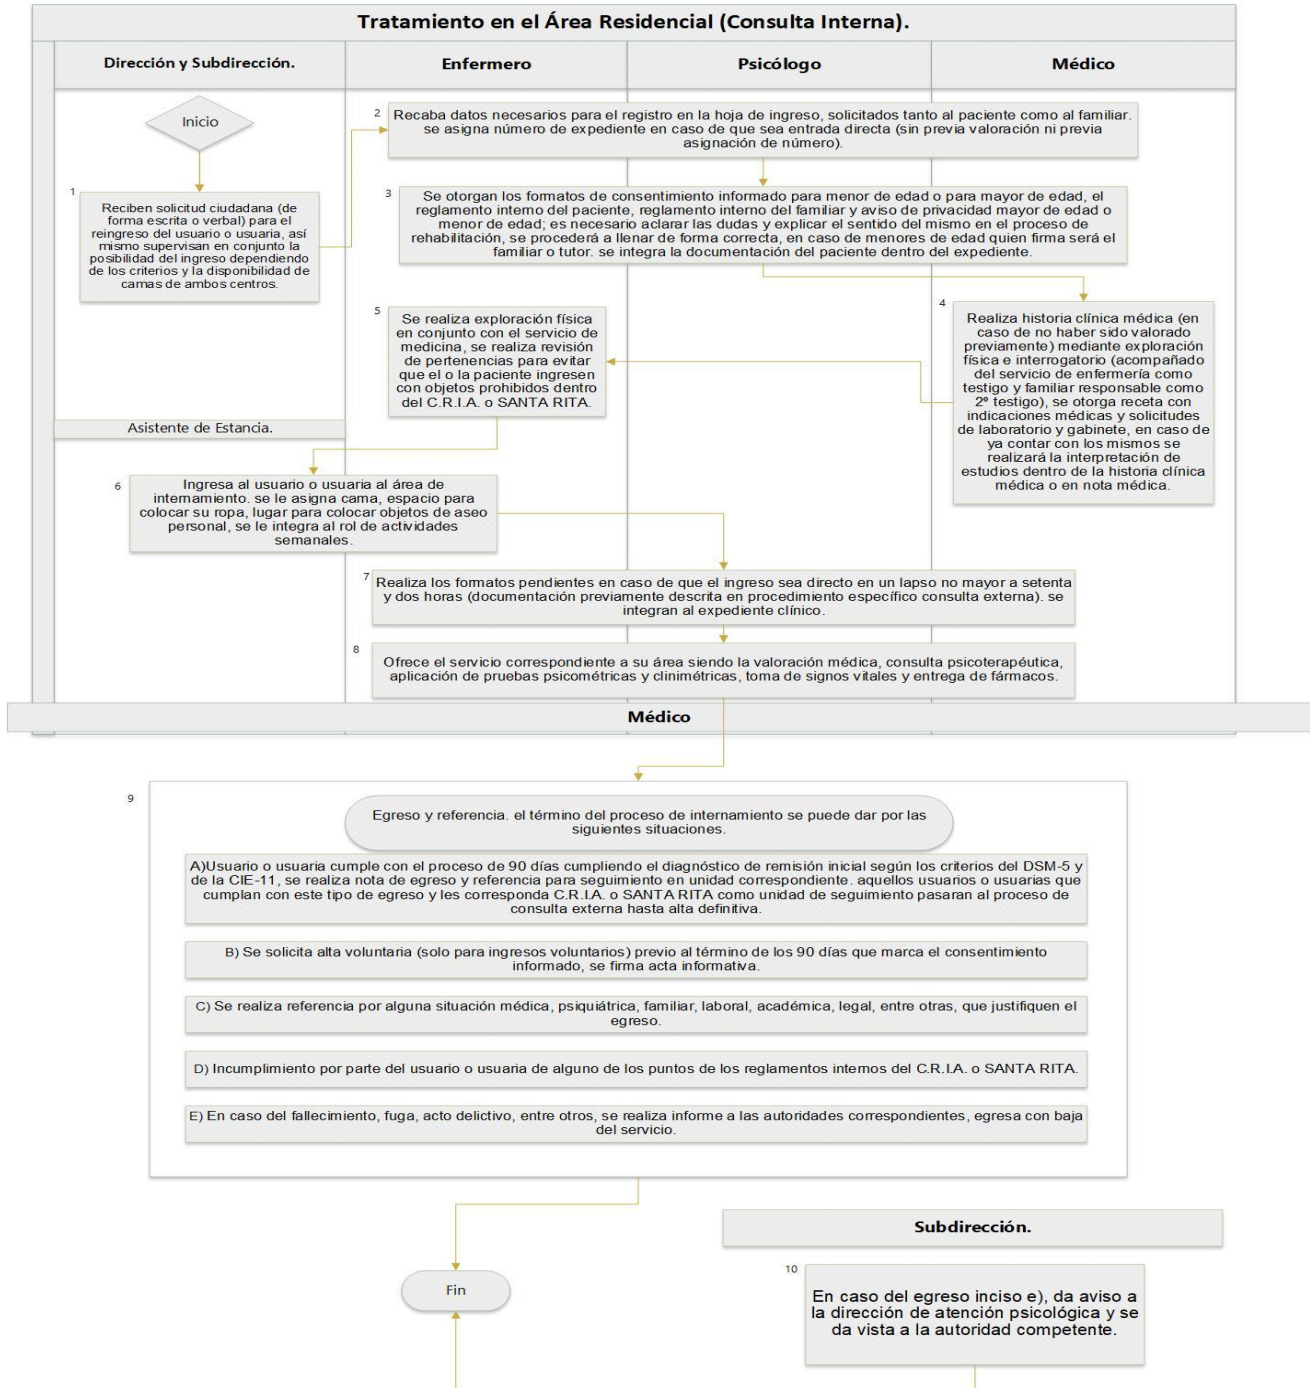 Tratamiento en el Área Residencial (Consulta Interna).
Dirección y Subdirección.
Enfermero
Psicólogo
Médico
Inicio
1
Reciben solicitud ciudadana (de
forma escrita o verbal) para el
reingreso del usuario o usuaria, así
mismo supervisan en conjunto la
posibilidad del ingreso dependiendo
de los criterios y la disponibilidad de
camas de ambos centros.
2
Recaba datos necesarios para el registro en la hoja de ingreso, solicitados tanto al paciente como al familiar.
se asigna número de expediente en caso de que sea entrada directa (sin previa valoración ni previa
asignación de número).
3
Se otorgan los formatos de consentimiento informado para menor de edad o para mayor de edad, el
reglamento interno del paciente, reglamento interno del familiar y aviso de privacidad mayor de edad o
menor de edad; es necesario aclarar las dudas y explicar el sentido del mismo en el proceso de
rehabilitación, se procederá a llenar de forma correcta, en caso de menores de edad quien firma será el
familiar o tutor. se integra la documentación del paciente dentro del expediente.
4
Realiza historia clínica médica (en
caso de no haber sido valorado
previamente) mediante exploración
física e interrogatorio (acompañado
del servicio de enfermería como
testigo y familiar responsable como
2º testigo), se otorga receta con
indicaciones médicas y solicitudes
de laboratorio y gabinete, en caso de
ya contar con los mismos se
realizará la interpretación de
estudios dentro de la historia clínica
médica o en nota médica.
5
Se realiza exploración física
en conjunto con el servicio de
medicina, se realiza revisión
de pertenencias para evitar
que el o la paciente ingresen
con objetos prohibidos dentro
del C.R.I.A. o SANTA RITA.
Asistente de Estancia.
6
Ingresa al usuario o usuaria al área de
internamiento. se le asigna cama, espacio para
colocar su ropa, lugar para colocar objetos de aseo
personal, se le integra al rol de actividades
semanales.
7
Realiza los formatos pendientes en caso de que el ingreso sea directo en un lapso no mayor a setenta
y dos horas (documentación previamente descrita en procedimiento específico consulta externa). se
integran al expediente clínico.
8
Ofrece el servicio correspondiente a su área siendo la valoración médica, consulta psicoterapéutica,
aplicación de pruebas psicométricas y clinimétricas, toma de signos vitales y entrega de fármacos.
Médico
9
Egreso y referencia. el término del proceso de internamiento se puede dar por las
siguientes situaciones.
A)Usuario o usuaria cumple con el proceso de 90 días cumpliendo el diagnóstico de remisión inicial según los criterios del DSM-5 y
de la CIE-11, se realiza nota de egreso y referencia para seguimiento en unidad correspondiente. aquellos usuarios o usuarias que
cumplan con este tipo de egreso y les corresponda C.R.I.A. o SANTA RITA como unidad de seguimiento pasaran al proceso de
consulta externa hasta alta definitiva.
B) Se solicita alta voluntaria (solo para ingresos voluntarios) previo al término de los 90 días que marca el consentimiento
informado, se firma acta informativa.
C) Se realiza referencia por alguna situación médica, psiquiátrica, familiar, laboral, académica, legal, entre otras, que justifiquen el
egreso.
D) Incumplimiento por parte del usuario o usuaria de alguno de los puntos de los reglamentos internos del C.R.I.A. o SANTA RITA.
E) En caso del fallecimiento, fuga, acto delictivo, entre otros, se realiza informe a las autoridades correspondientes, egresa con baja
del servicio.
Subdirección.
Fin
10
En caso del egreso inciso e), da aviso a
la dirección de atención psicológica y se
da vista a la autoridad competente.